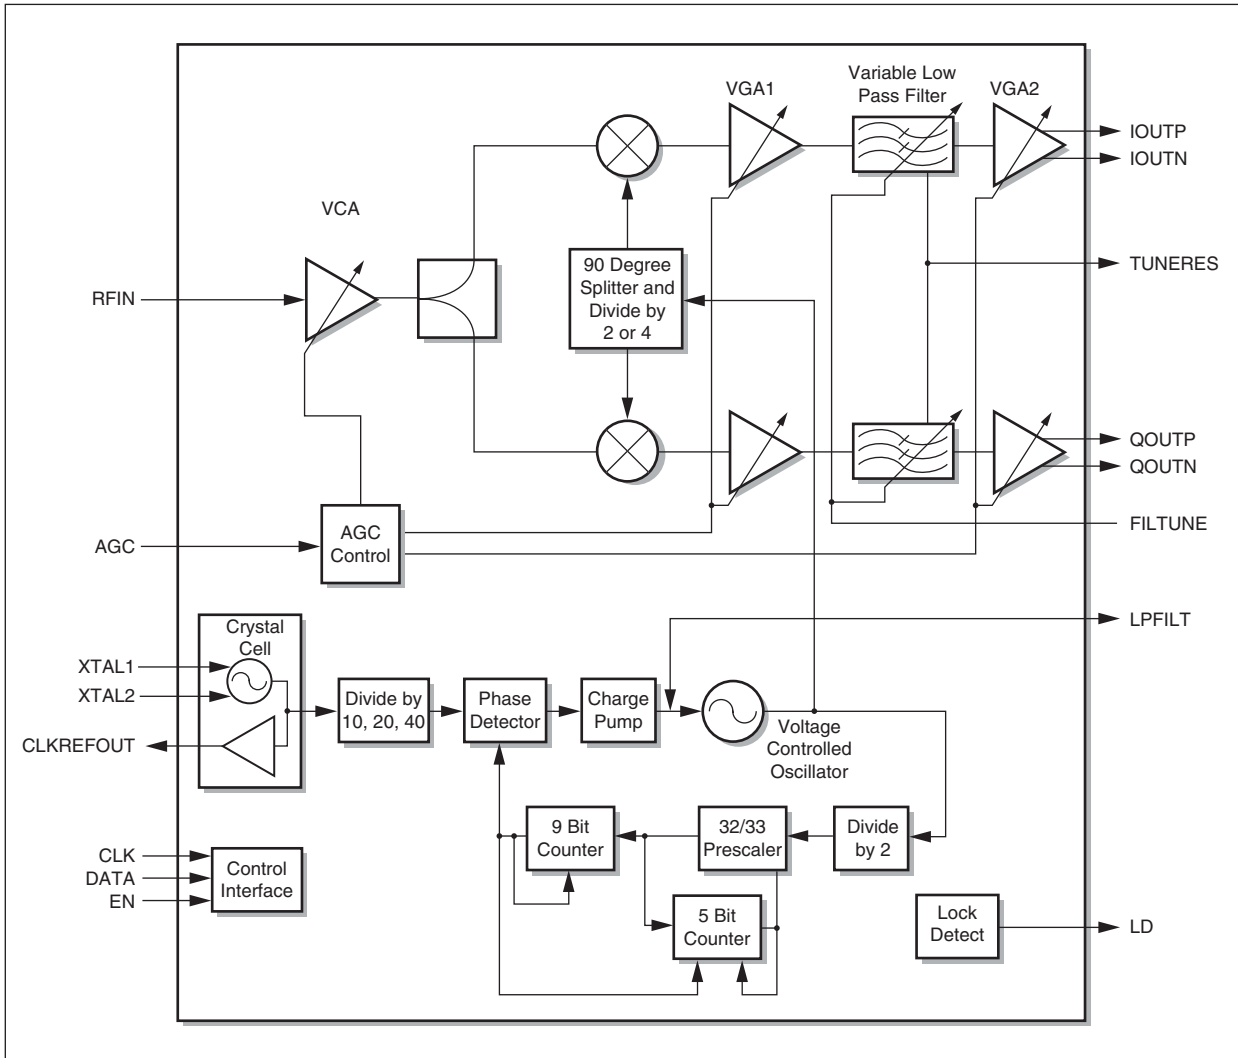 VGA1
Variable Low
Pass Filter
VGA2
IOUTP
IOUTN
VCA
90 Degree
Splitter and
Divide by
2 or 4
TUNERES
RFIN
QOUTP
QOUTN
FILTUNE
AGC
AGC
Control
LPFILT
Crystal
Cell
XTAL1
XTAL2
CLKREFOUT
Divide by
10, 20, 40
Phase
Detector
Charge
Pump
Voltage
Controlled
Oscillator
9 Bit
Counter
32/33
Prescaler
Divide
by 2
CLK
DATA
EN
Control
Interface
5 Bit
Counter
Lock
Detect
LD